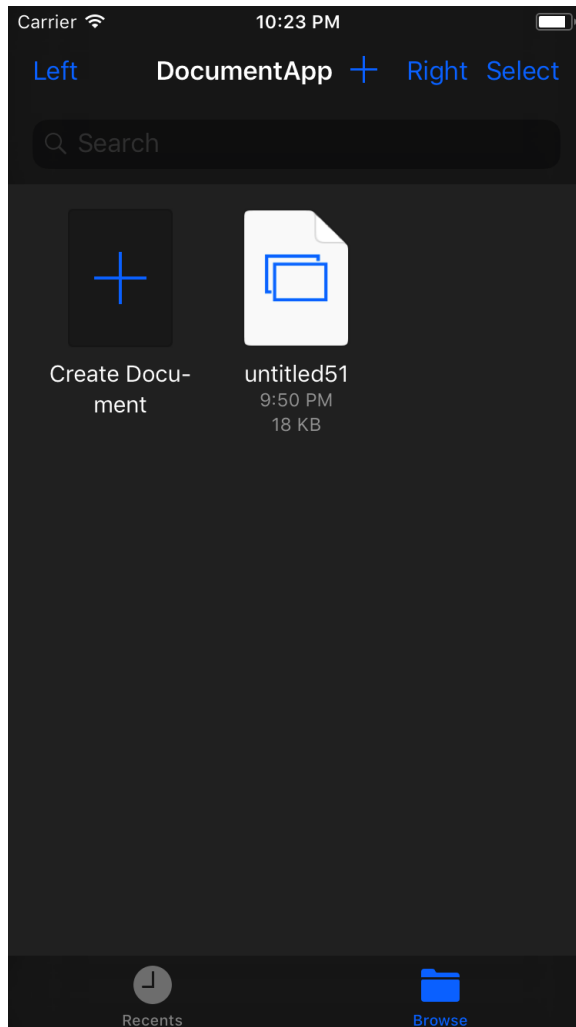 Carrier 10:23 PM
Left DocumentApp + Right Select
Search
Create Docu-
ment
untitled51
9:50 PM
18 KB
Recents Browse